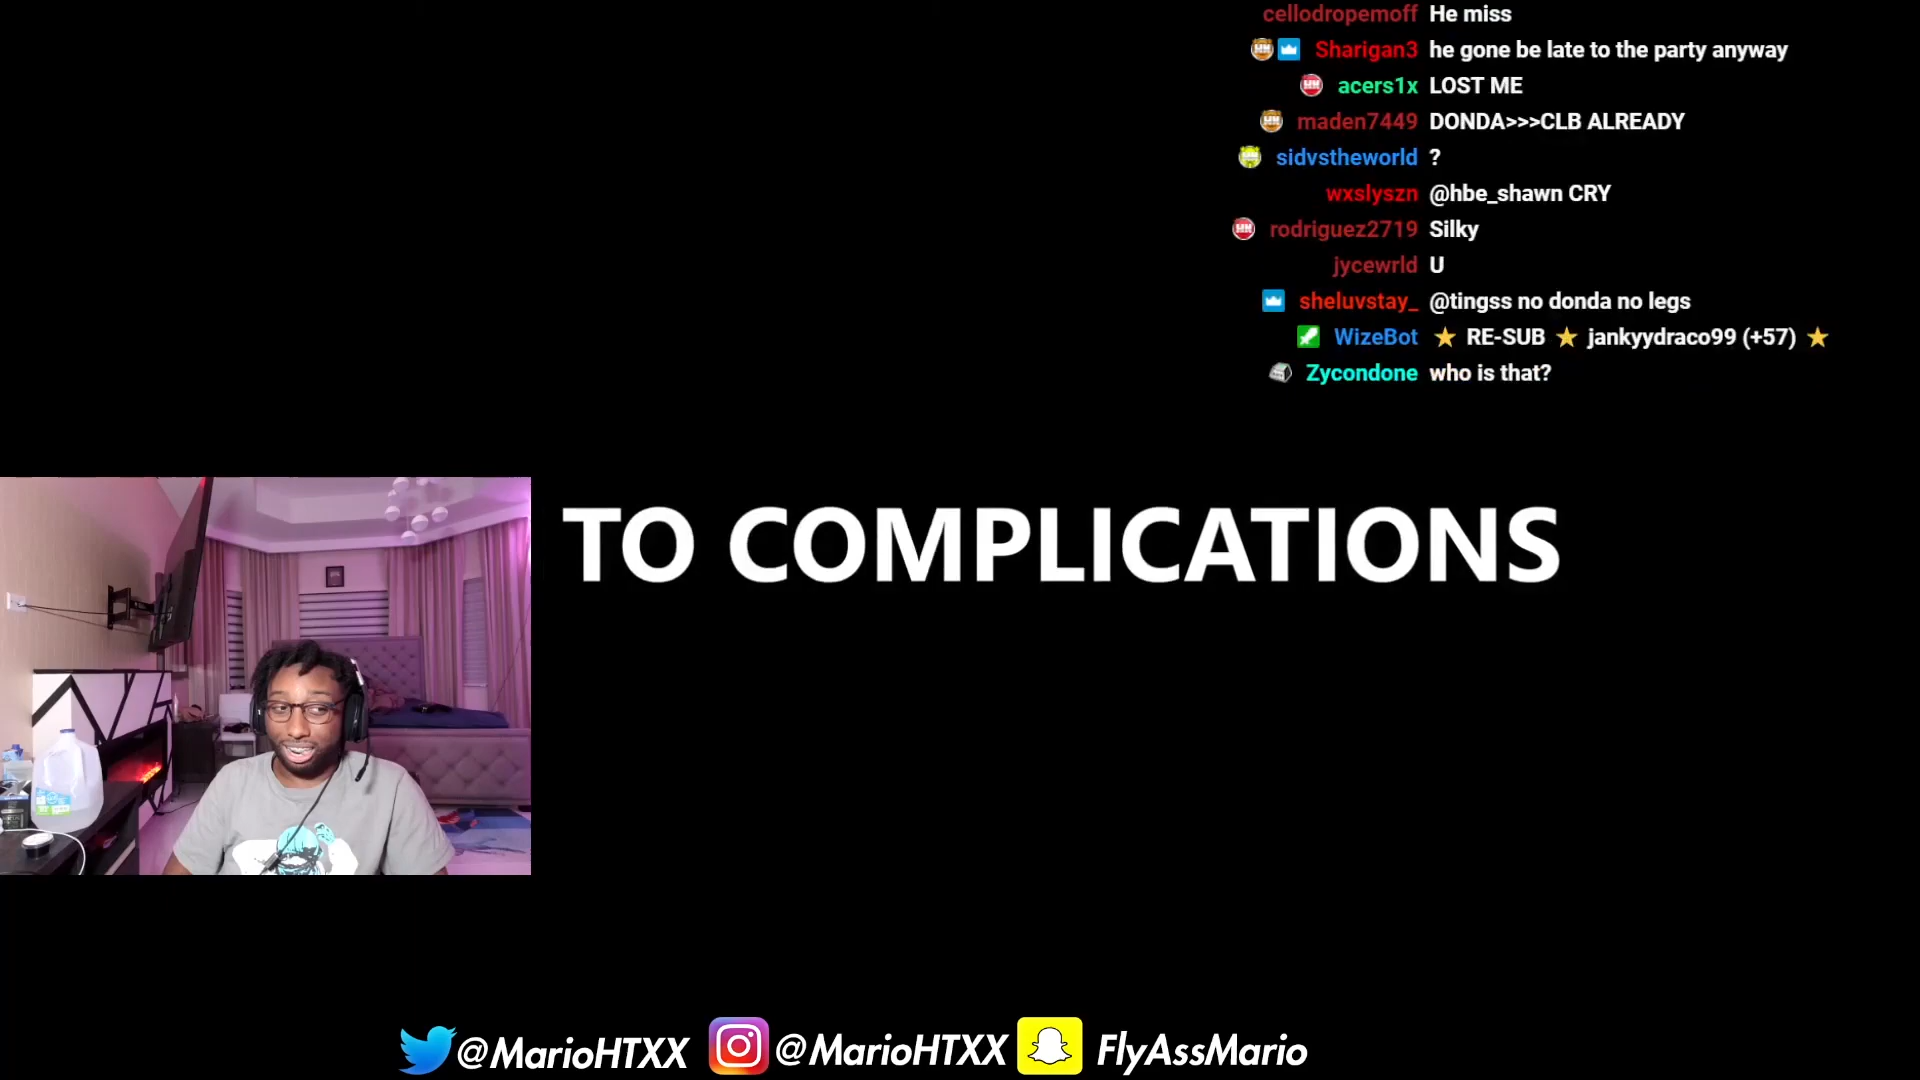 cellodropemoff He miss
Sharigan3 he gone be late to the party anyway
acers1x LOST ME
maden7449 DONDA>>>CLB ALREADY
sidvstheworld ?
wxslyszn @hbe_shawn CRY
rodriguez2719 Silky
jycewrld U
sheluvstay_ @tingss no donda no legs
WizeBot ⭐ RE-SUB ⭐ jankyydraco99 (+57) ⭐
Zycondone who is that?
TO COMPLICATIONS
@MarioHTXX @MarioHTXX FlyAssMario